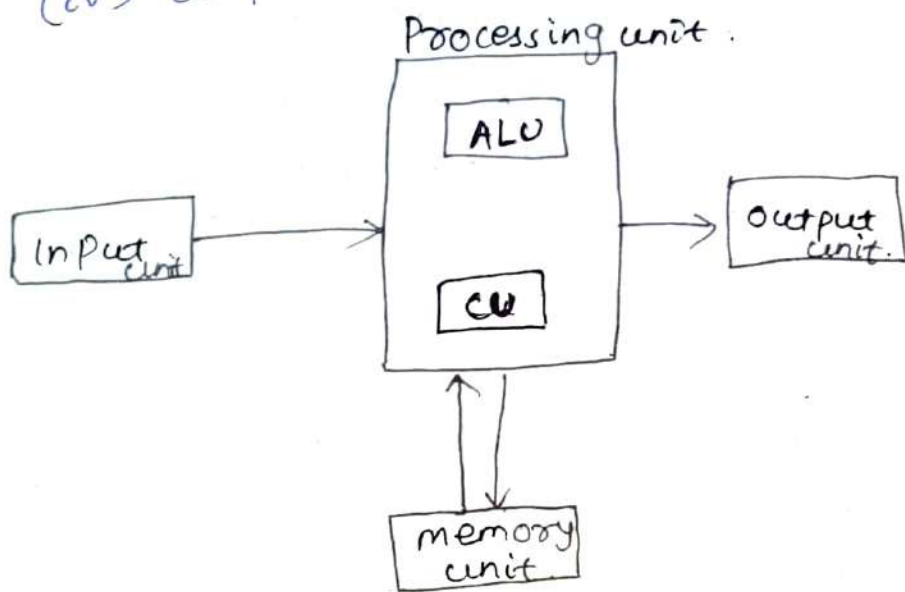 Processing unit.
ALU
InPut
unit
output
unit.
CU
memory
unit.